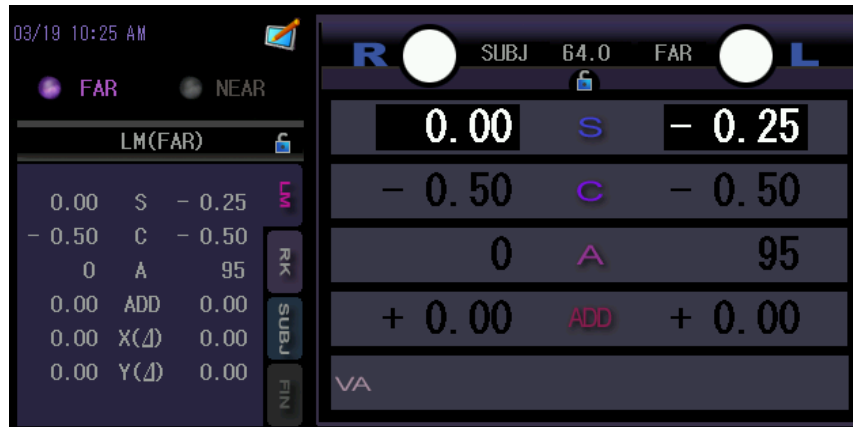 03/19 10:25 AM
FAR NEAR
LM(FAR)
0.00 S - 0.25
- 0.50 C - 0.50
0 A 95
0.00 ADD 0.00
0.00 X(Δ) 0.00
0.00 Y(Δ) 0.00
LM
RK
SUBJ
FIN
R SUBJ 64.0 FAR L
0.00 S - 0.25
- 0.50 C - 0.50
0 A 95
+ 0.00 ADD + 0.00
VA